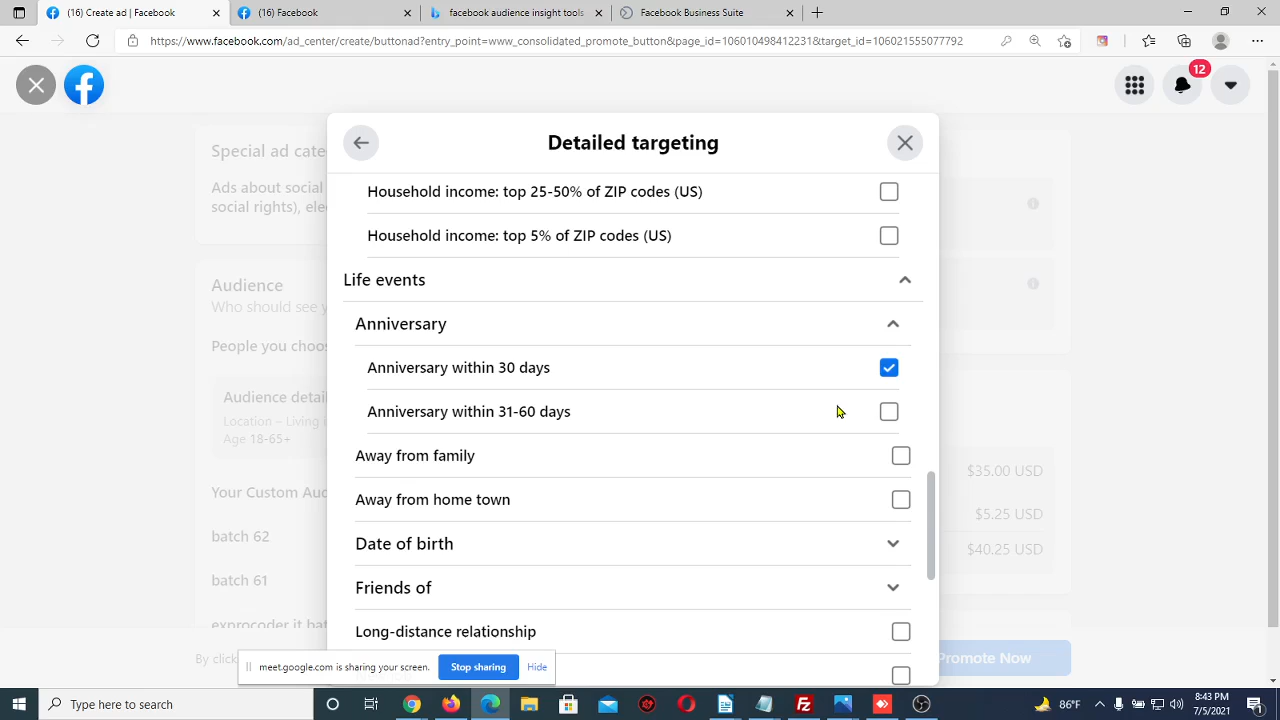 (16) Create Ad | Facebook
(16) Facebook
facebook audience insight tools
Facebook Business Suite
https://www.facebook.com/ad_center/create/buttonad?entry_point=www_consolidated_promote_button&page_id=106010498412231&target_id=106021555077792
12
Detailed targeting
Special ad cate
Ads about social
social rights), ele
Household income: top 25-50% of ZIP codes (US)
Household income: top 5% of ZIP codes (US)
Life events
Audience
Who should see y
Anniversary
People you choos
Anniversary within 30 days
Audience detai
Location – Living i
Age 18-65+
Anniversary within 31-60 days
Away from family
$35.00 USD
Your Custom Aud
Away from home town
$5.25 USD
batch 62
Date of birth
$40.25 USD
batch 61
Friends of
exprocoder it bat
Long-distance relationship
By click
meet.google.com is sharing your screen.
Stop sharing
Hide
Promote Now
Type here to search
86°F
8:43 PM
7/5/2021